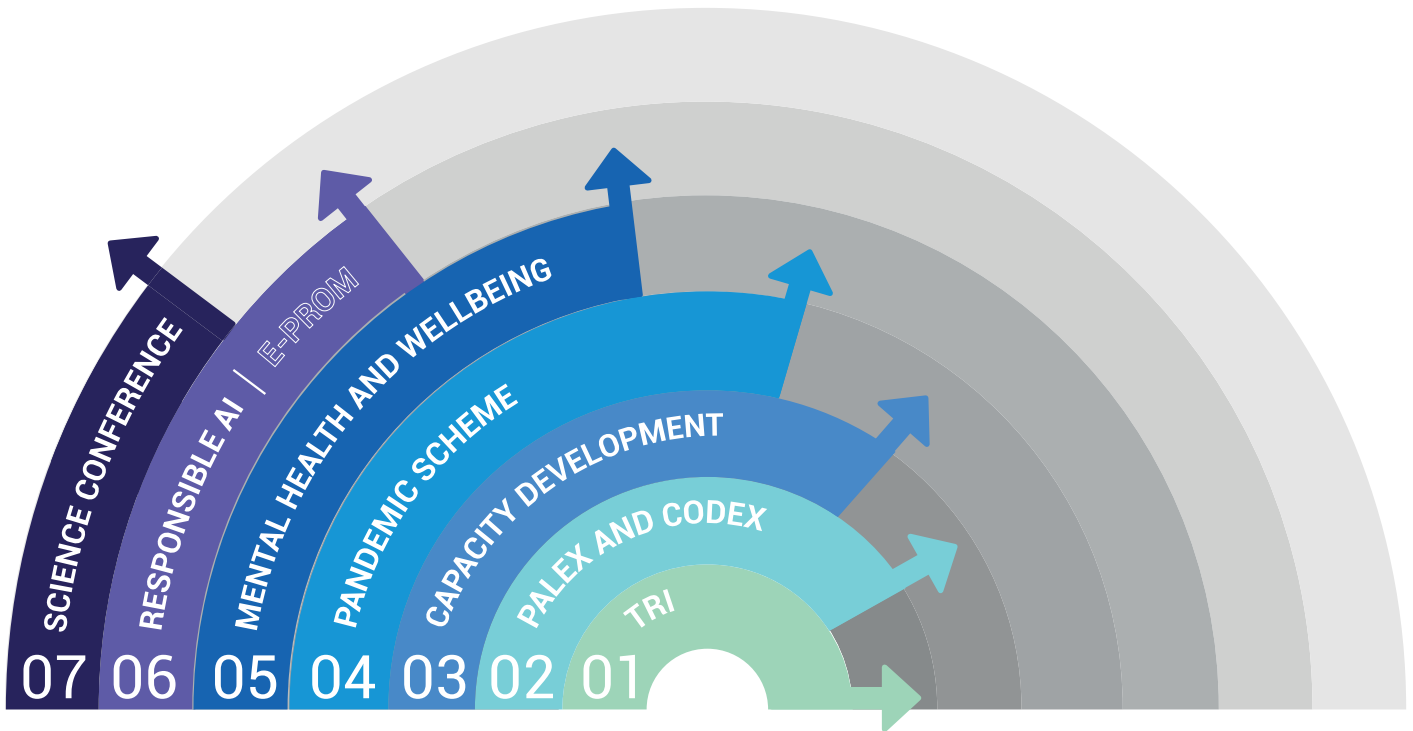 SCIENCE CONFERENCE
RESPONSIBLE AI | E-PROM
MENTAL HEALTH AND WELLBEING
PANDEMIC SCHEME
CAPACITY DEVELOPMENT
PALEX AND CODEX
TRI
07 06 05 04 03 02 01